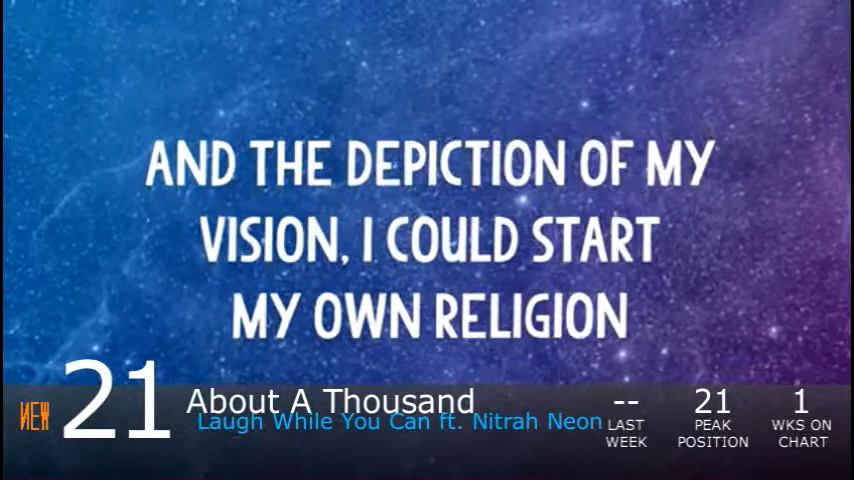 AND THE DEPICTION OF MY
VISION, I COULD START
MY OWN RELIGION
NEW
21
About A Thousand
Laugh While You Can ft. Nitrah Neon
--
LAST
WEEK
21
PEAK
POSITION
1
WKS ON
CHART